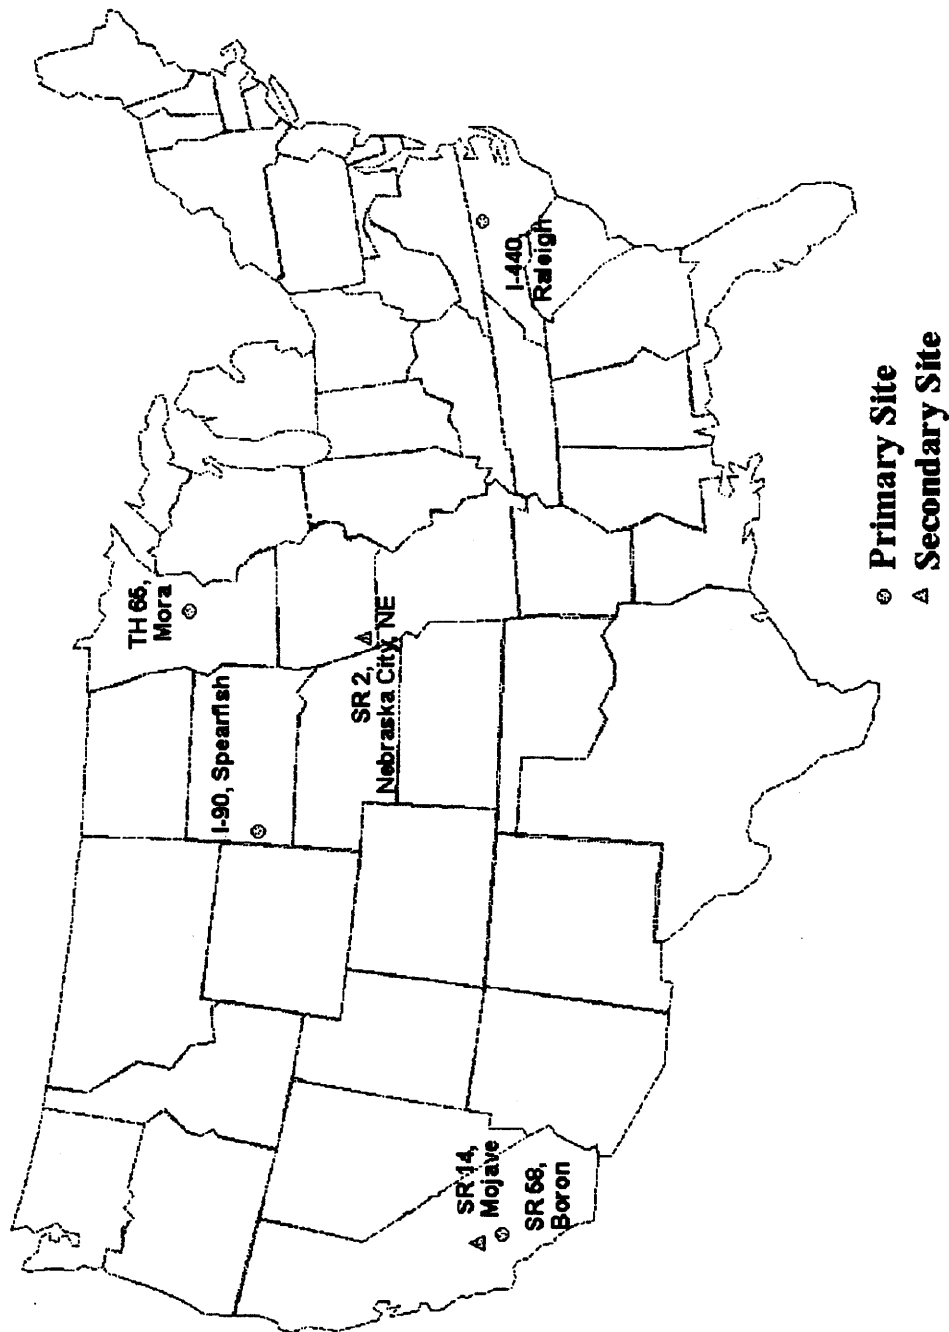 TH 65,
Mora
I-90, Spearfish
SR 2,
Nebraska City, NE
I-440,
Raleigh
SR 14,
Mojave
SR 58,
Boron
Primary Site
Secondary Site